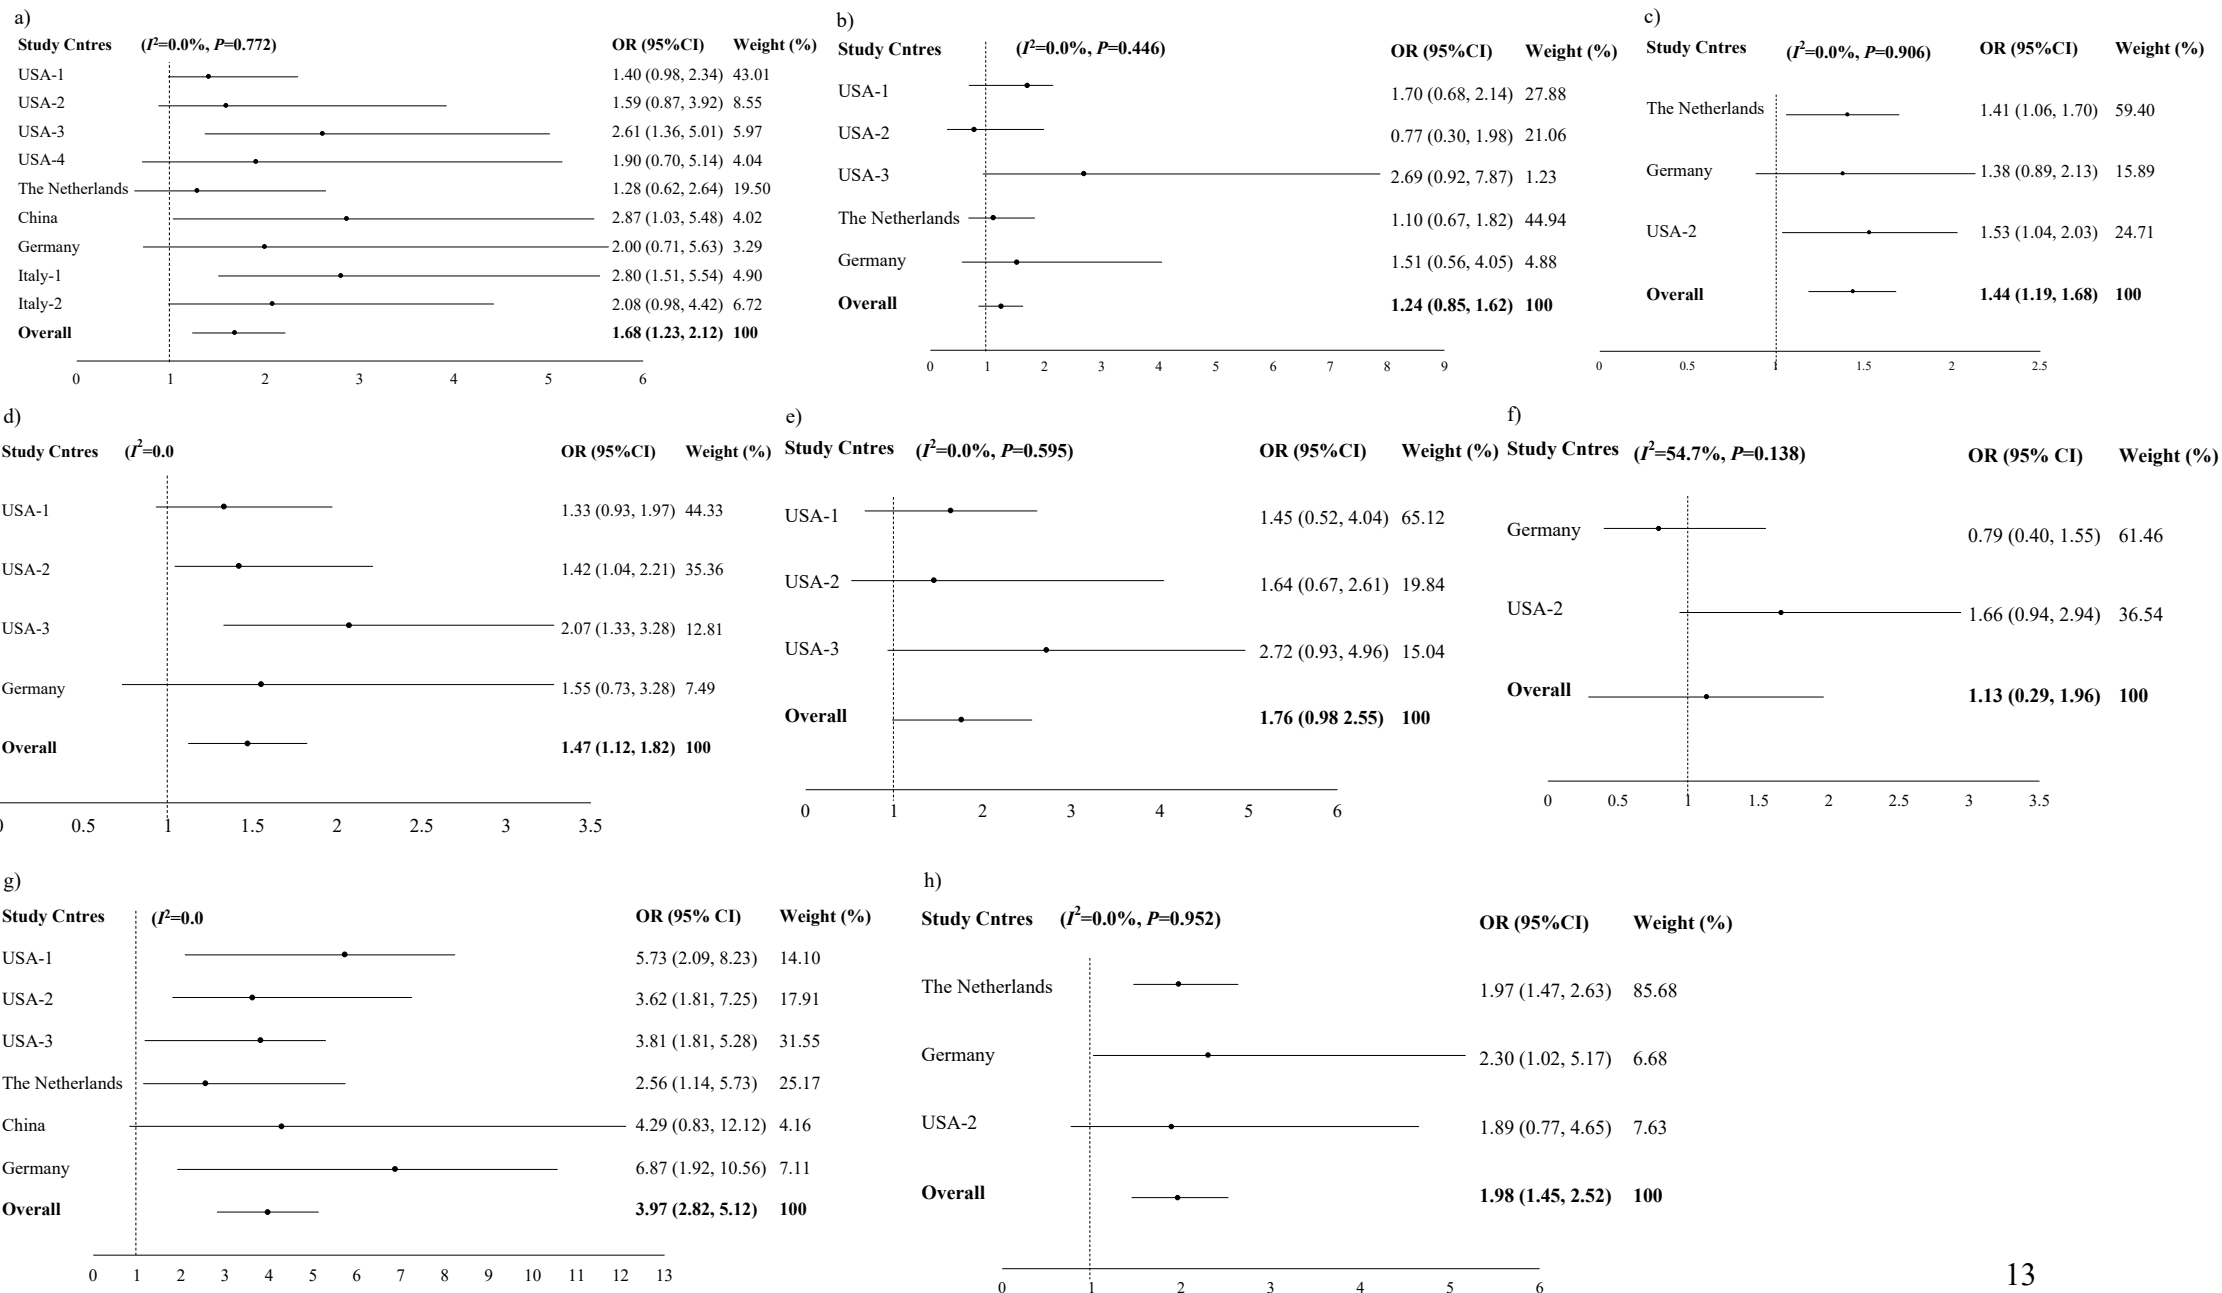 a)
Study Cntres (I²=0.0%, P=0.772) OR (95%CI) Weight (%)
USA-1 1.40 (0.98, 2.34) 43.01
USA-2 1.59 (0.87, 3.92) 8.55
USA-3 2.61 (1.36, 5.01) 5.97
USA-4 1.90 (0.70, 5.14) 4.04
The Netherlands 1.28 (0.62, 2.64) 19.50
China 2.87 (1.03, 5.48) 4.02
Germany 2.00 (0.71, 5.63) 3.29
Italy-1 2.80 (1.51, 5.54) 4.90
Italy-2 2.08 (0.98, 4.42) 6.72
Overall 1.68 (1.23, 2.12) 100
0 1 2 3 4 5 6
b)
Study Cntres (I²=0.0%, P=0.446) OR (95%CI) Weight (%)
USA-1 1.70 (0.68, 2.14) 27.88
USA-2 0.77 (0.30, 1.98) 21.06
USA-3 2.69 (0.92, 7.87) 1.23
The Netherlands 1.10 (0.67, 1.82) 44.94
Germany 1.51 (0.56, 4.05) 4.88
Overall 1.24 (0.85, 1.62) 100
0 1 2 3 4 5 6 7 8 9
c)
Study Cntres (I²=0.0%, P=0.906) OR (95%CI) Weight (%)
The Netherlands 1.41 (1.06, 1.70) 59.40
Germany 1.38 (0.89, 2.13) 15.89
USA-2 1.53 (1.04, 2.03) 24.71
Overall 1.44 (1.19, 1.68) 100
0 0.5 1 1.5 2 2.5
d)
Study Cntres (I²=0.0 OR (95%CI) Weight (%)
USA-1 1.33 (0.93, 1.97) 44.33
USA-2 1.42 (1.04, 2.21) 35.36
USA-3 2.07 (1.33, 3.28) 12.81
Germany 1.55 (0.73, 3.28) 7.49
Overall 1.47 (1.12, 1.82) 100
0 0.5 1 1.5 2 2.5 3 3.5
e)
Study Cntres (I²=0.0%, P=0.595) OR (95%CI) Weight (%)
USA-1 1.45 (0.52, 4.04) 65.12
USA-2 1.64 (0.67, 2.61) 19.84
USA-3 2.72 (0.93, 4.96) 15.04
Overall 1.76 (0.98 2.55) 100
0 1 2 3 4 5 6
f)
Study Cntres (I²=54.7%, P=0.138) OR (95% CI) Weight (%)
Germany 0.79 (0.40, 1.55) 61.46
USA-2 1.66 (0.94, 2.94) 36.54
Overall 1.13 (0.29, 1.96) 100
0 0.5 1 1.5 2 2.5 3 3.5
g)
Study Cntres (I²=0.0 OR (95% CI) Weight (%)
USA-1 5.73 (2.09, 8.23) 14.10
USA-2 3.62 (1.81, 7.25) 17.91
USA-3 3.81 (1.81, 5.28) 31.55
The Netherlands 2.56 (1.14, 5.73) 25.17
China 4.29 (0.83, 12.12) 4.16
Germany 6.87 (1.92, 10.56) 7.11
Overall 3.97 (2.82, 5.12) 100
0 1 2 3 4 5 6 7 8 9 10 11 12 13
h)
Study Cntres (I²=0.0%, P=0.952) OR (95%CI) Weight (%)
The Netherlands 1.97 (1.47, 2.63) 85.68
Germany 2.30 (1.02, 5.17) 6.68
USA-2 1.89 (0.77, 4.65) 7.63
Overall 1.98 (1.45, 2.52) 100
0 1 2 3 4 5 6
13